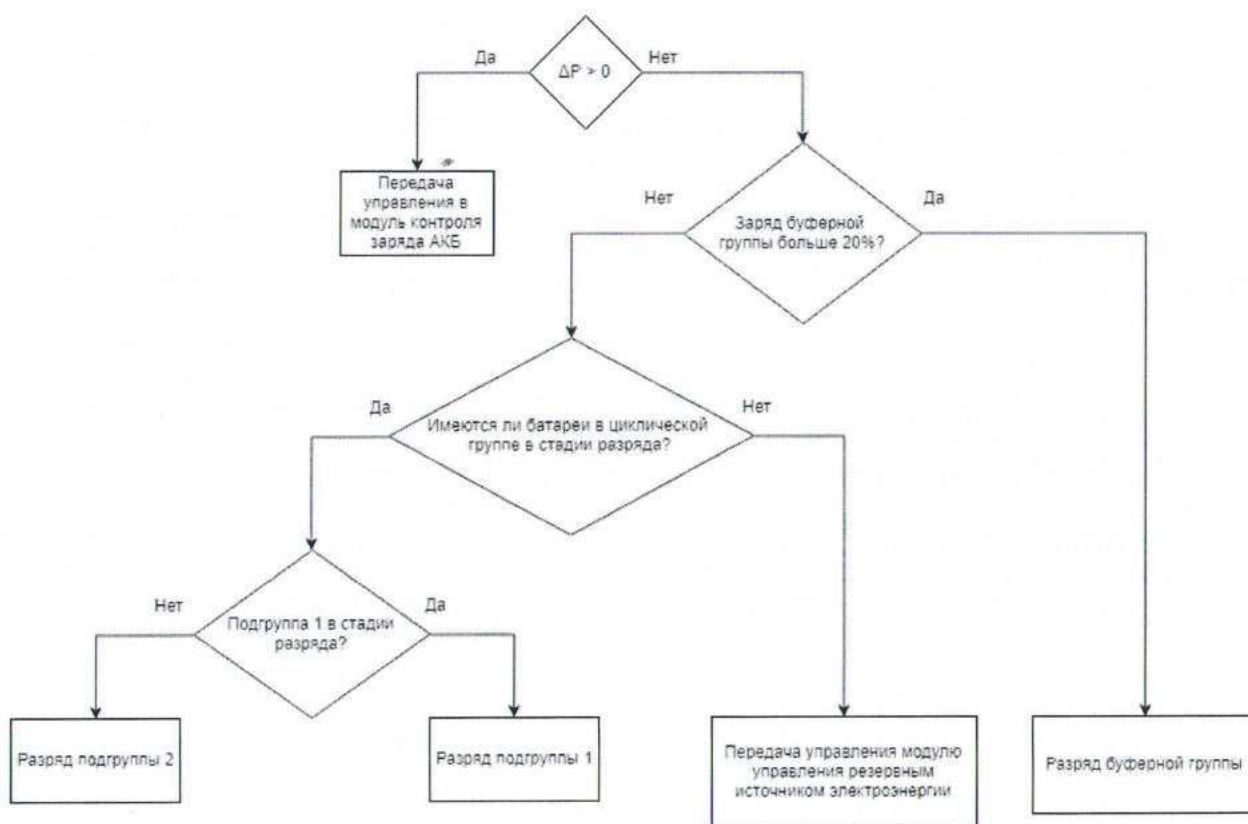 Да
ΔP > 0
Нет
Передача
управления в
модуль контроля
заряда АКБ
Нет
Заряд буферной
группы больше 20%?
Да
Да
Имеются ли батареи в циклической
группе в стадии разряда?
Нет
Нет
Подгруппа 1 в стадии
разряда?
Да
Разряд подгруппы 2
Разряд подгруппы 1
Передача управления модулю
управления резервным
источником электроэнергии
Разряд буферной группы